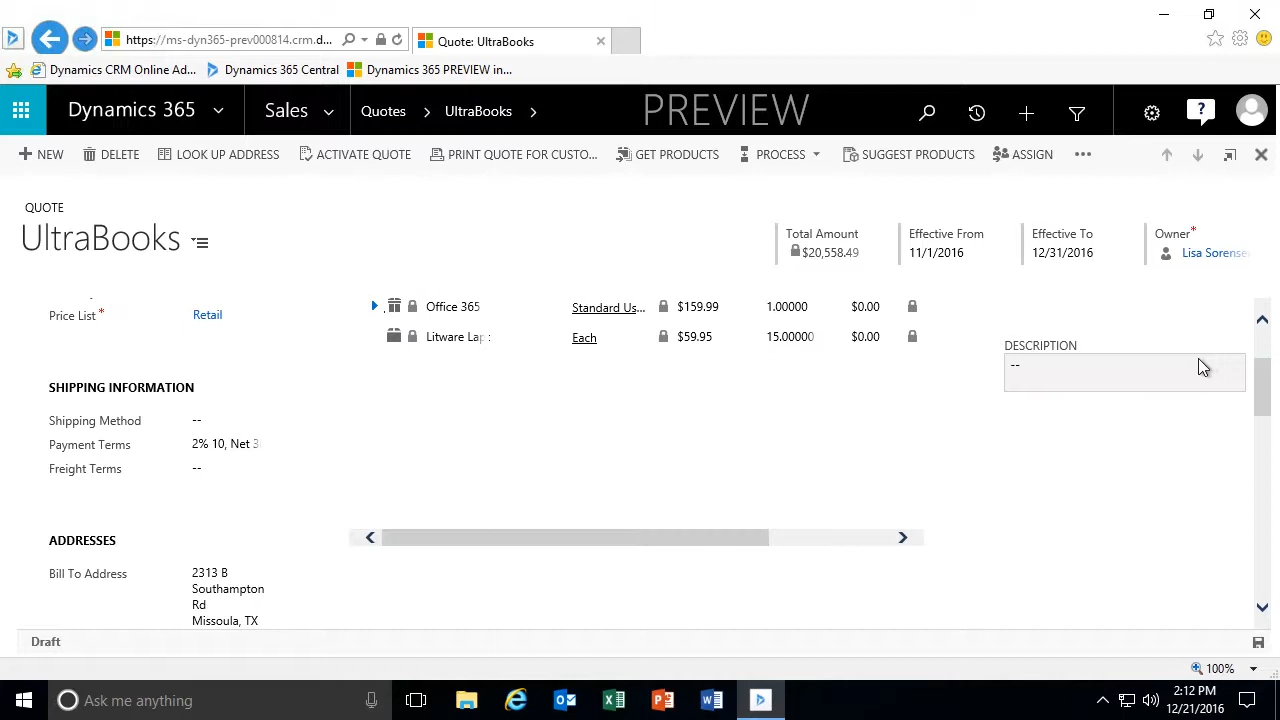 https://ms-dyn365-prev000814.crm.d...
Quote: UltraBooks
Dynamics CRM Online Ad...
Dynamics 365 Central
Dynamics 365 PREVIEW in...
Dynamics 365
Sales
Quotes
UltraBooks
PREVIEW
NEW
DELETE
LOOK UP ADDRESS
ACTIVATE QUOTE
PRINT QUOTE FOR CUSTO...
GET PRODUCTS
PROCESS
SUGGEST PRODUCTS
ASSIGN
QUOTE
UltraBooks
Total Amount
$20,558.49
Effective From
11/1/2016
Effective To
12/31/2016
Owner*
Lisa Sorense
Price List *
Retail
Office 365 Standard Us... $159.99 1.00000 $0.00
Litware Lap Each $59.95 15.00000 $0.00
DESCRIPTION
--
SHIPPING INFORMATION
Shipping Method --
Payment Terms 2% 10, Net 3
Freight Terms --
ADDRESSES
Bill To Address
2313 B
Southampton
Rd
Missoula, TX
Draft
100%
Ask me anything
2:12 PM
12/21/2016